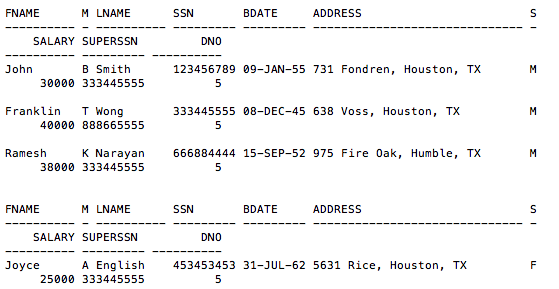 FNAME      M LNAME      SSN       BDATE     ADDRESS                        S
---------- - ---------- --------- --------- ------------------------------ -
    SALARY SUPERSSN         DNO
---------- --------- ----------
John       B Smith      123456789 09-JAN-55 731 Fondren, Houston, TX       M
     30000 333445555          5
Franklin   T Wong       333445555 08-DEC-45 638 Voss, Houston, TX          M
     40000 888665555          5
Ramesh     K Narayan    666884444 15-SEP-52 975 Fire Oak, Humble, TX       M
     38000 333445555          5
FNAME      M LNAME      SSN       BDATE     ADDRESS                        S
---------- - ---------- --------- --------- ------------------------------ -
    SALARY SUPERSSN         DNO
---------- --------- ----------
Joyce      A English    453453453 31-JUL-62 5631 Rice, Houston, TX         F
     25000 333445555          5